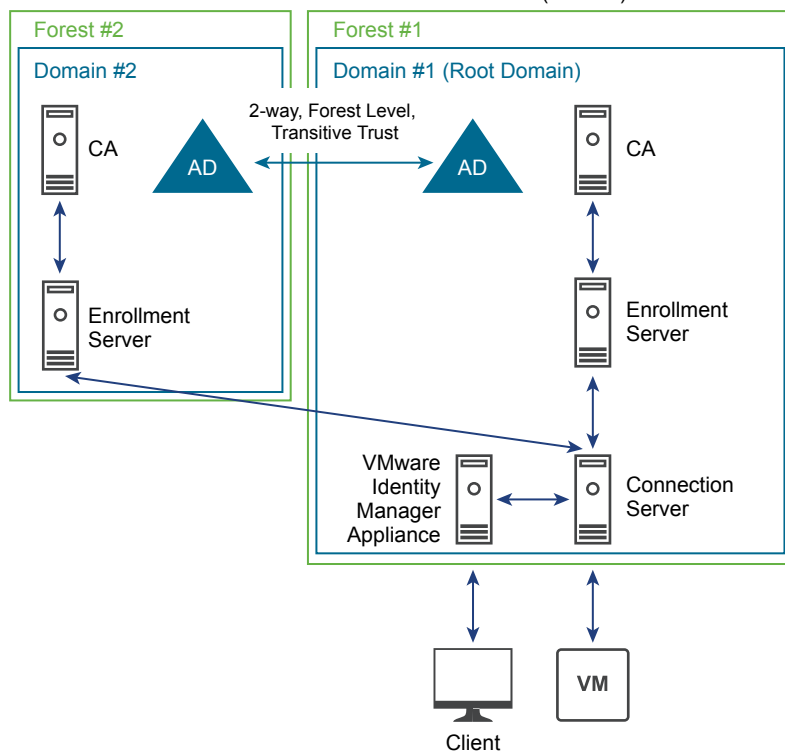 Forest #2
Forest #1
Domain #2
Domain #1 (Root Domain)
2-way, Forest Level,
Transitive Trust
CA
AD
AD
CA
Enrollment
Server
Enrollment
Server
VMware
Identity
Manager
Appliance
Connection
Server
VM
Client